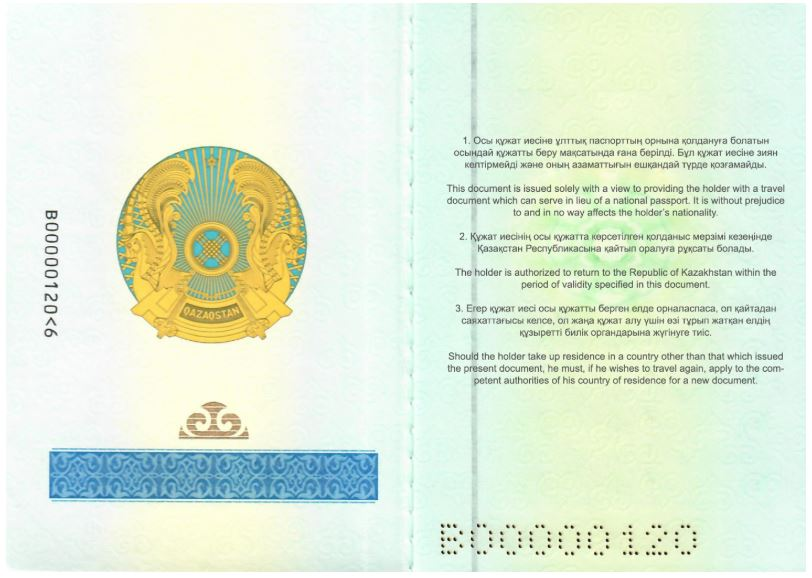 B00000120<6
QAZAQSTAN
1. Осы құжат иесіне ұлттық паспорттың орнына қолдануға болатын
осындай құжатты беру мақсатында ғана берілді. Бұл құжат иесіне зиян
келтірмейді және оның азаматтығын ешқандай түрде қозғамайды.
This document is issued solely with a view to providing the holder with a travel
document which can serve in lieu of a national passport. It is without prejudice
to and in no way affects the holder's nationality.
2. Құжат иесінің осы құжатта көрсетілген қолданыс мерзімі кезеңінде
Қазақстан Республикасына қайтып оралуға рұқсаты болады.
The holder is authorized to return to the Republic of Kazakhstan within the
period of validity specified in this document.
3. Егер құжат иесі осы құжатты берген елде орналаспаса, ол қайтадан
саяхаттағысы келсе, ол жаңа құжат алу үшін өзі тұрып жатқан елдің
құзыретті билік органдарына жүгінуге тиіс.
Should the holder take up residence in a country other than that which issued
the present document, he must, if he wishes to travel again, apply to the com-
petent authorities of his country of residence for a new document.
B00000120